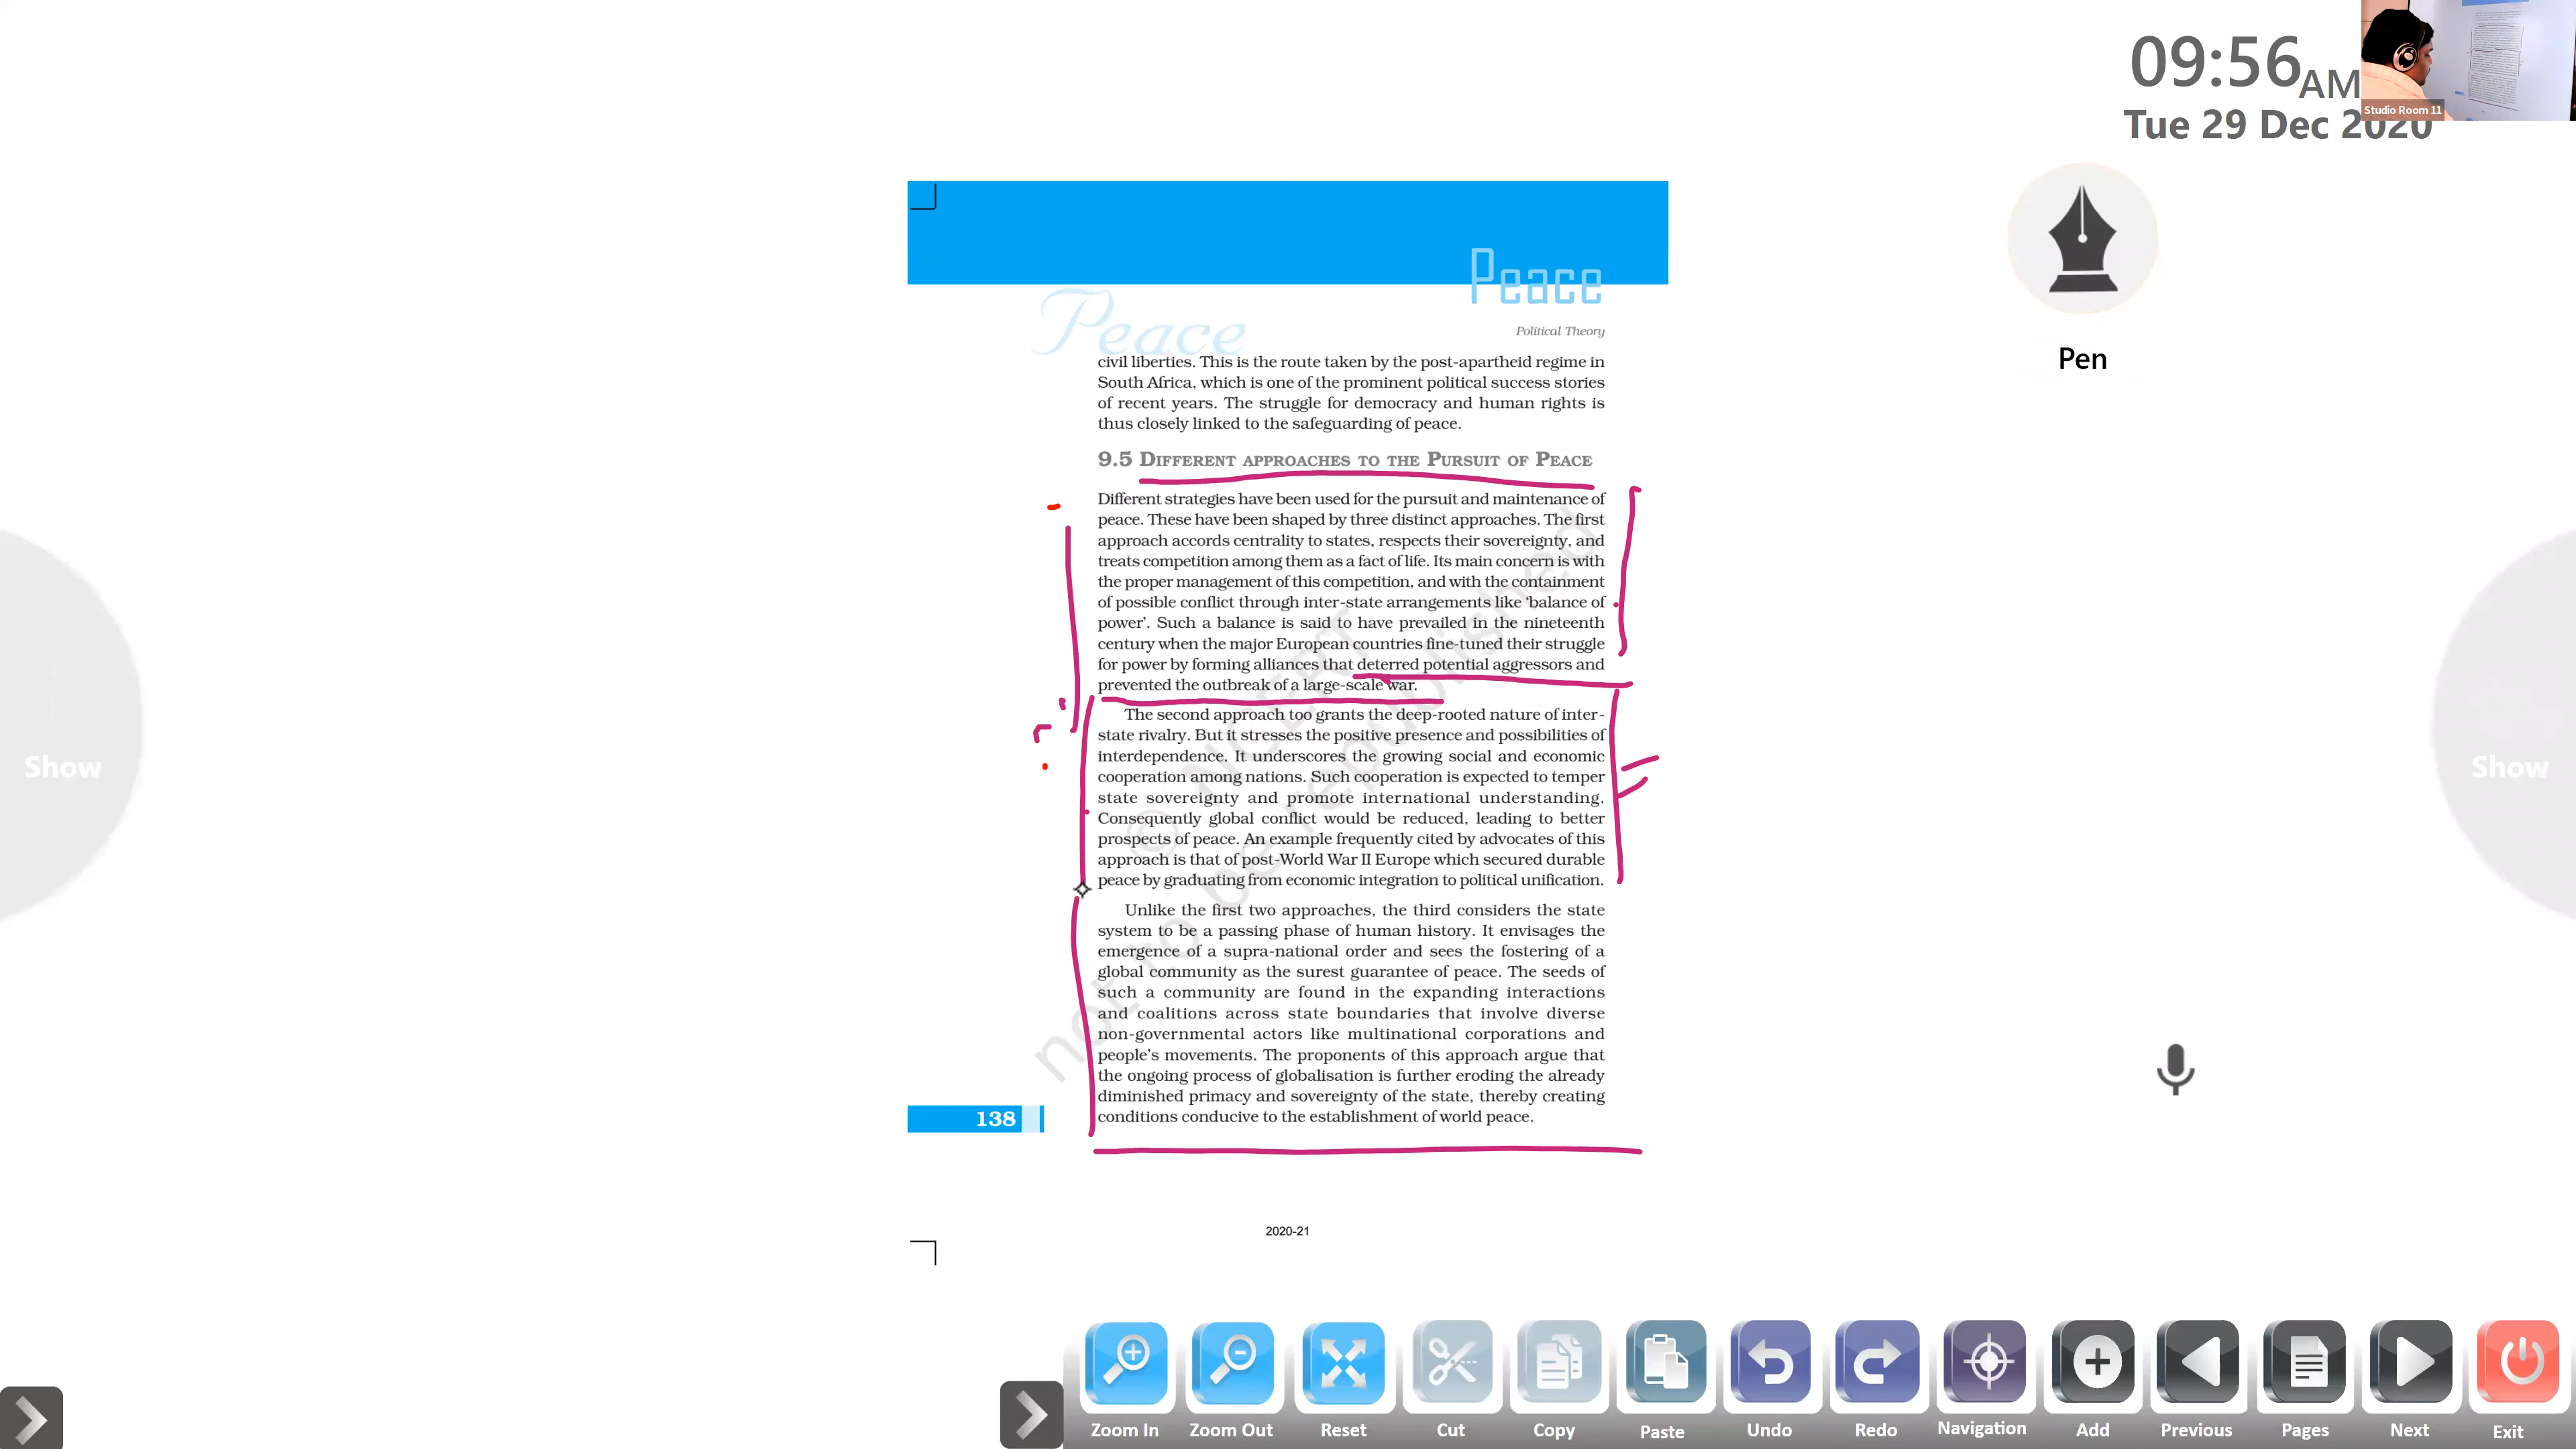 09:56 AM
Studio Room 11
Tue 29 Dec 2020
Peace
Peace
Political Theory
Pen
civil liberties. This is the route taken by the post-apartheid regime in
South Africa, which is one of the prominent political success stories
of recent years. The struggle for democracy and human rights is
thus closely linked to the safeguarding of peace.
9.5 DIFFERENT APPROACHES TO THE PURSUIT OF PEACE
Different strategies have been used for the pursuit and maintenance of
peace. These have been shaped by three distinct approaches. The first
approach accords centrality to states, respects their sovereignty, and
treats competition among them as a fact of life. Its main concern is with
the proper management of this competition, and with the containment
of possible conflict through inter-state arrangements like ‘balance of
power’. Such a balance is said to have prevailed in the nineteenth
century when the major European countries fine-tuned their struggle
for power by forming alliances that deterred potential aggressors and
prevented the outbreak of a large-scale war.
The second approach too grants the deep-rooted nature of inter-
state rivalry. But it stresses the positive presence and possibilities of
interdependence. It underscores the growing social and economic
cooperation among nations. Such cooperation is expected to temper
state sovereignty and promote international understanding.
Consequently global conflict would be reduced, leading to better
prospects of peace. An example frequently cited by advocates of this
approach is that of post-World War II Europe which secured durable
peace by graduating from economic integration to political unification.
Unlike the first two approaches, the third considers the state
system to be a passing phase of human history. It envisages the
emergence of a supra-national order and sees the fostering of a
global community as the surest guarantee of peace. The seeds of
such a community are found in the expanding interactions
and coalitions across state boundaries that involve diverse
non-governmental actors like multinational corporations and
people’s movements. The proponents of this approach argue that
the ongoing process of globalisation is further eroding the already
diminished primacy and sovereignty of the state, thereby creating
conditions conducive to the establishment of world peace.
© NCERT
not to be republished
Show
Show
138
2020-21
Zoom In
Zoom Out
Reset
Cut
Copy
Paste
Undo
Redo
Navigation
Add
Previous
Pages
Next
Exit